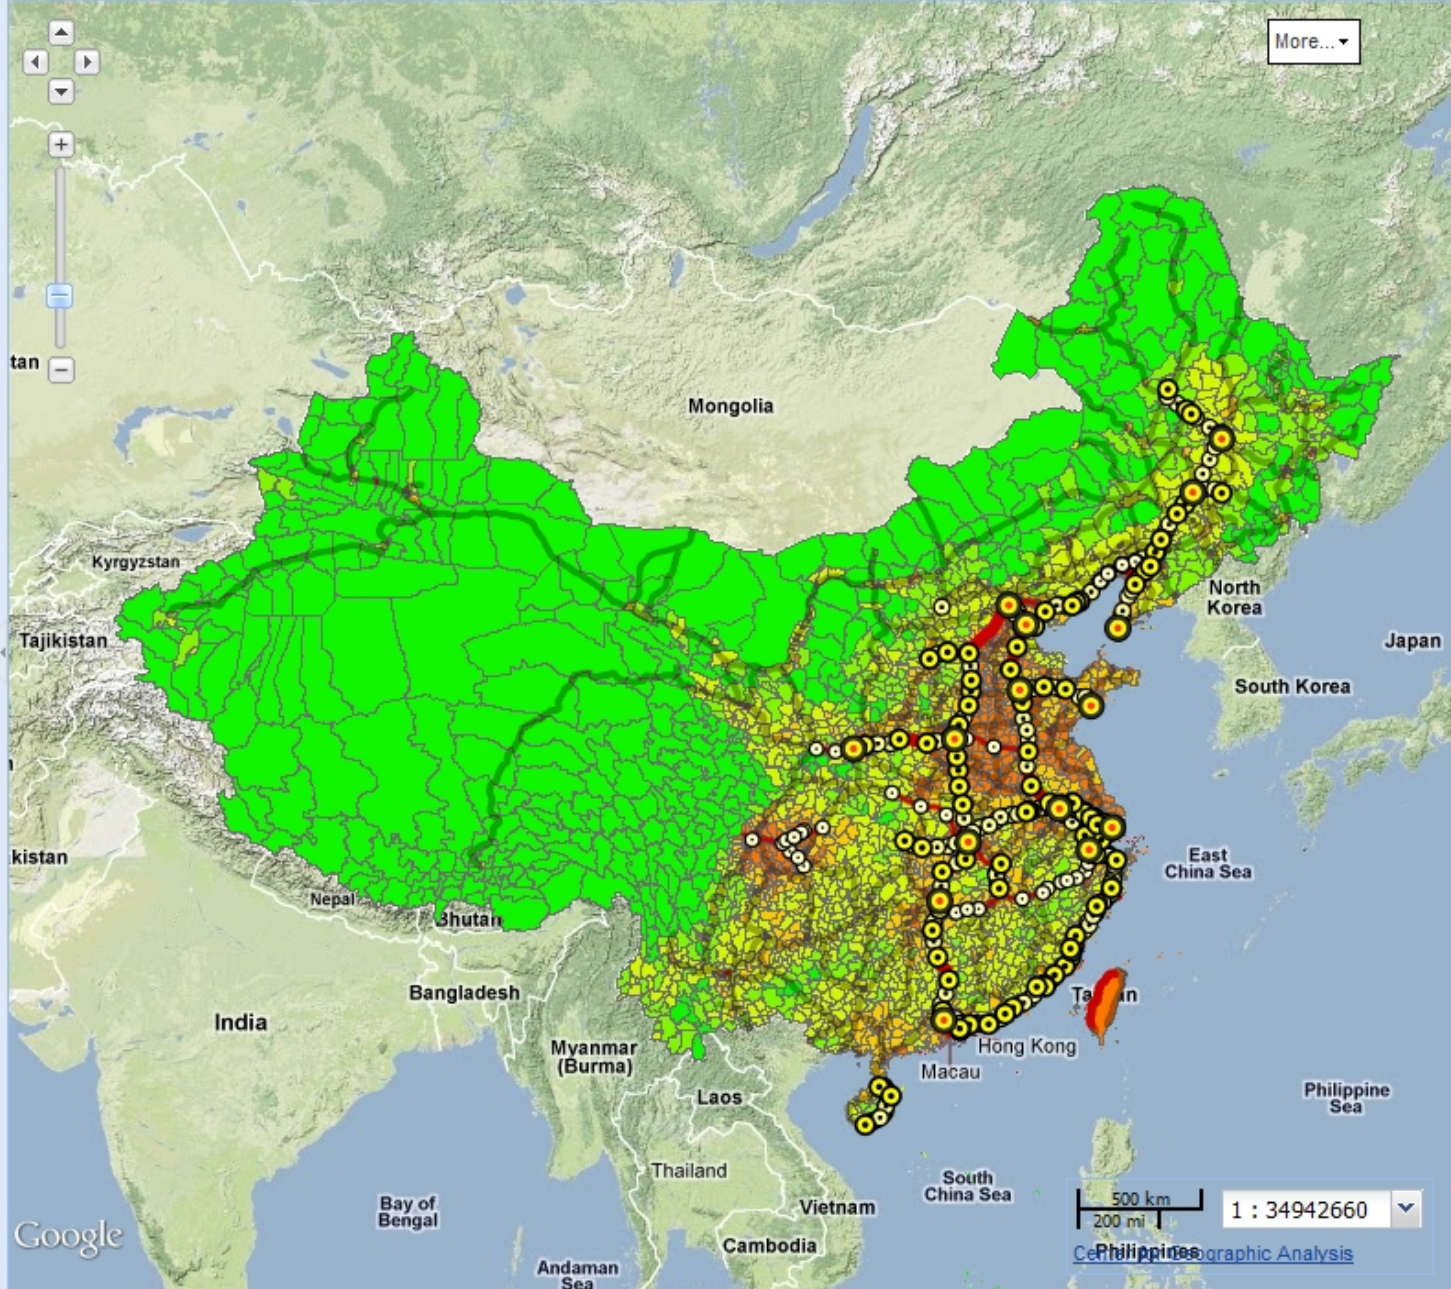 More...
tan
Mongolia
Kyrgyzstan
North
Korea
Tajikistan
Japan
South Korea
kistan
East
China Sea
Nepal
Bhutan
Bangladesh
India
Hong Kong
Macau
Myanmar
(Burma)
Laos
Philippine
Sea
Thailand
South
China Sea
Bay of
Bengal
Vietnam
500 km
200 mi
1 : 34942660
Google
Cambodia
Philippines
Geographic Analysis
Andaman
Sea